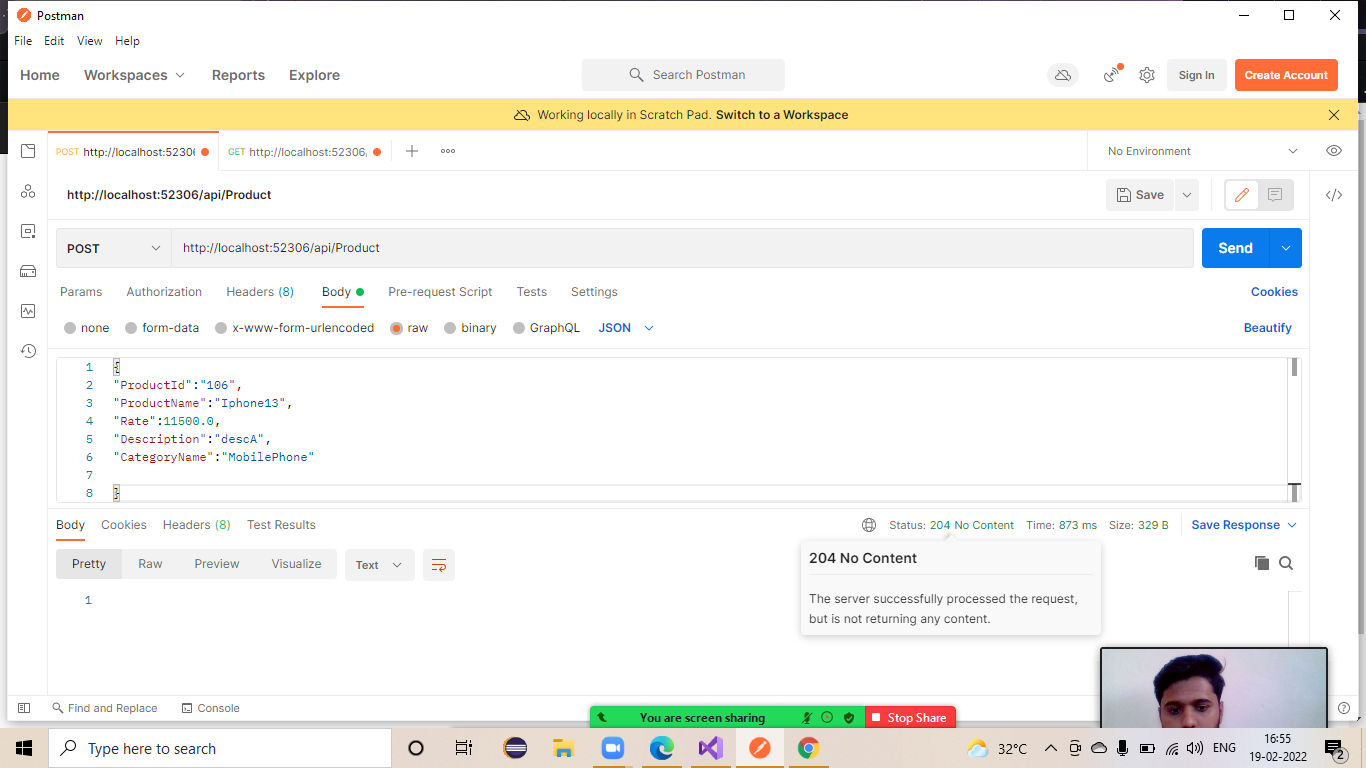 Postman
File Edit View Help
Home Workspaces Reports Explore Search Postman Sign In Create Account
Working locally in Scratch Pad. Switch to a Workspace
POST http://localhost:52306 GET http://localhost:52306, No Environment
http://localhost:52306/api/Product Save
POST http://localhost:52306/api/Product Send
Params Authorization Headers (8) Body Pre-request Script Tests Settings Cookies
none form-data x-www-form-urlencoded raw binary GraphQL JSON Beautify
1 {
2 "ProductId":"106",
3 "ProductName":"Iphone13",
4 "Rate":11500.0,
5 "Description":"descA",
6 "CategoryName":"MobilePhone"
7
8 }
Body Cookies Headers (8) Test Results Status: 204 No Content Time: 873 ms Size: 329 B Save Response
204 No Content
Pretty Raw Preview Visualize Text
1
The server successfully processed the request,
but is not returning any content.
Find and Replace Console
You are screen sharing Stop Share
Type here to search 32°C ENG 16:55
19-02-2022 2